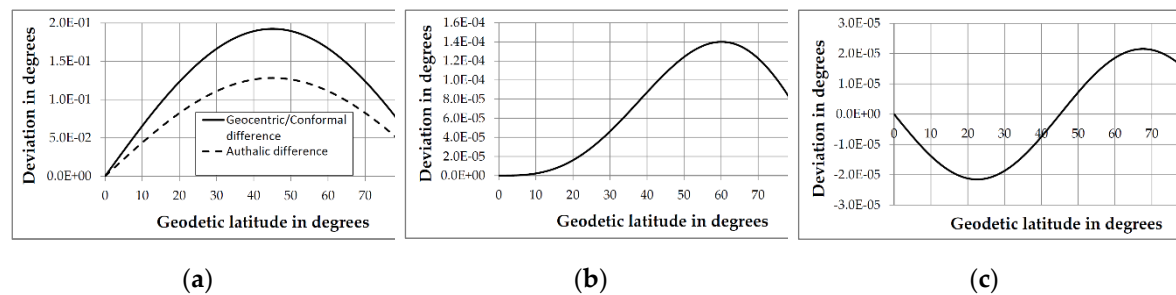 Deviation in degrees
2.0E-01
1.5E-01
1.0E-01
5.0E-02
0.0E+00
Geocentric/Conformal
difference
Authalic difference
0 10 20 30 40 50 60 70
Geodetic latitude in degrees
(a)
Deviation in degrees
1.6E-04
1.4E-04
1.2E-04
1.0E-04
8.0E-05
6.0E-05
4.0E-05
2.0E-05
0.0E+00
0 10 20 30 40 50 60 70
Geodetic latitude in degrees
(b)
Deviation in degrees
3.0E-05
2.0E-05
1.0E-05
0.0E+00
-1.0E-05
-2.0E-05
-3.0E-05
0 10 20 30 40 50 60 70
Geodetic latitude in degrees
(c)